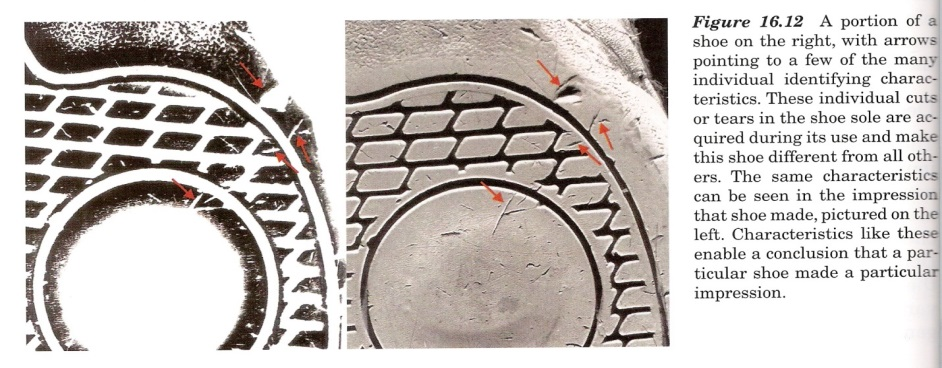 Figure 16.12 A portion of a
shoe on the right, with arrows
pointing to a few of the many
individual identifying charac-
teristics. These individual cuts
or tears in the shoe sole are ac-
quired during its use and make
this shoe different from all oth-
ers. The same characteristics
can be seen in the impression
that shoe made, pictured on the
left. Characteristics like these
enable a conclusion that a par-
ticular shoe made a particular
impression.